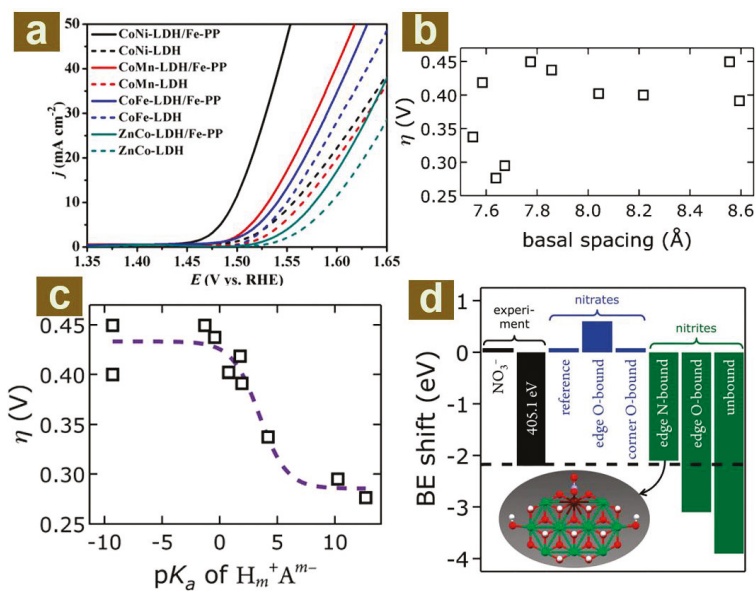 a
50
40
30
20
10
0
j (mA cm⁻²)
CoNi-LDH/Fe-PP
CoNi-LDH
CoMn-LDH/Fe-PP
CoMn-LDH
CoFe-LDH/Fe-PP
CoFe-LDH
ZnCo-LDH/Fe-PP
ZnCo-LDH
1.35 1.40 1.45 1.50 1.55 1.60 1.65
E (V vs. RHE)
b
0.45
0.40
0.35
0.30
0.25
η (V)
7.6 7.8 8.0 8.2 8.4 8.6
basal spacing (Å)
c
0.45
0.40
0.35
0.30
0.25
η (V)
-10 -5 0 5 10
pKₐ of Hₘ⁺Aᵐ⁻
d
1
0
-1
-2
-3
-4
BE shift (eV)
experi-
ment
nitrates
nitrites
NO₃⁻
405.1 eV
reference
edge O-bound
corner O-bound
edge N-bound
edge O-bound
unbound